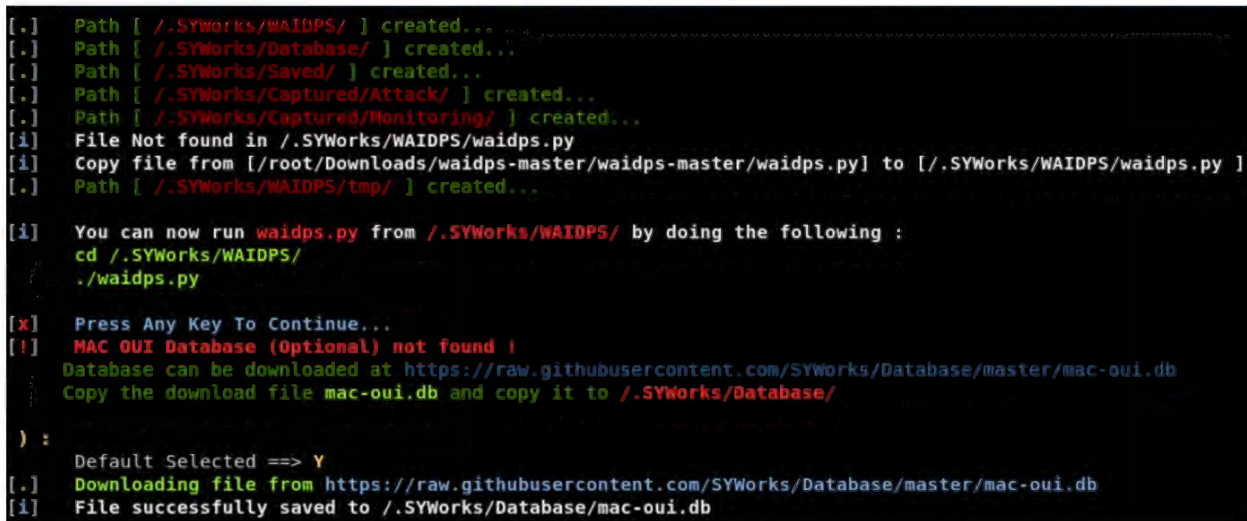 [.] Path [ /.SYWorks/WAIDPS/ ] created...
[.] Path [ /.SYWorks/Database/ ] created...
[.] Path [ /.SYWorks/Saved/ ] created...
[.] Path [ /.SYWorks/Captured/Attack/ ] created...
[.] Path [ /.SYWorks/Captured/Monitoring/ ] created...
[i] File Not found in /.SYWorks/WAIDPS/waidps.py
[i] Copy file from [/root/Downloads/waidps-master/waidps-master/waidps.py] to [/.SYWorks/WAIDPS/waidps.py ]
[.] Path [ /.SYWorks/WAIDPS/tmp/ ] created...
[i] You can now run waidps.py from /.SYWorks/WAIDPS/ by doing the following :
cd /.SYWorks/WAIDPS/
./waidps.py
[x] Press Any Key To Continue...
[!] MAC OUI Database (Optional) not found !
Database can be downloaded at https://raw.githubusercontent.com/SYWorks/Database/master/mac-oui.db
Copy the download file mac-oui.db and copy it to /.SYWorks/Database/
) :
Default Selected ==> Y
[.] Downloading file from https://raw.githubusercontent.com/SYWorks/Database/master/mac-oui.db
[i] File successfully saved to /.SYWorks/Database/mac-oui.db